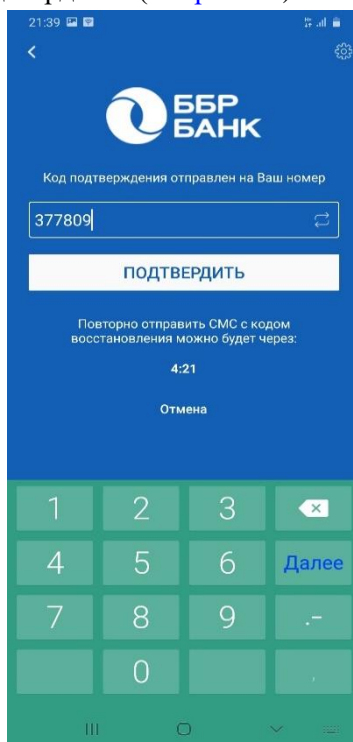 21:39
ББР
БАНК
Код подтверждения отправлен на Ваш номер
377809
ПОДТВЕРДИТЬ
Повторно отправить СМС с кодом
восстановления можно будет через:
4:21
Отмена
1 2 3
4 5 6 Далее
7 8 9 .-
0 ,